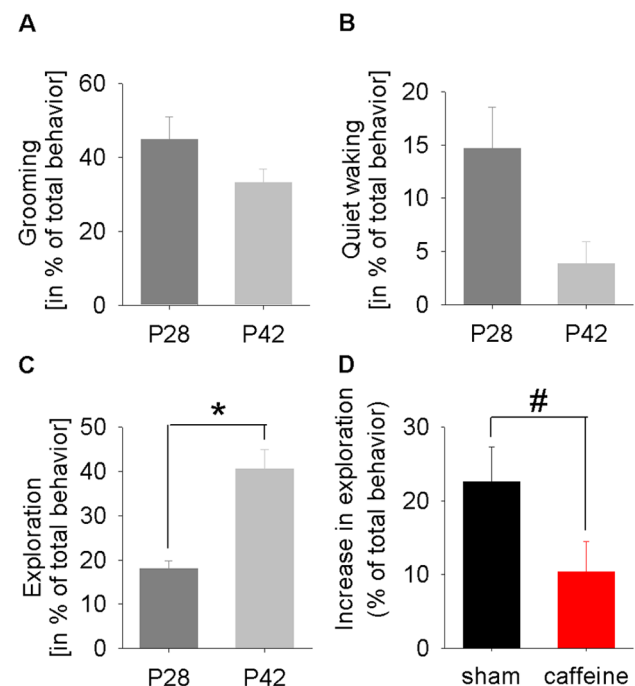 A
Grooming
[in % of total behavior]
60
40
20
0
P28 P42
B
Quiet waking
[in % of total behavior]
20
15
10
5
0
P28 P42
C
Exploration
[in % of total behavior]
50
40
30
20
10
0
*
P28 P42
D
Increase in exploration
(% of total behavior)
30
20
10
0
#
sham caffeine